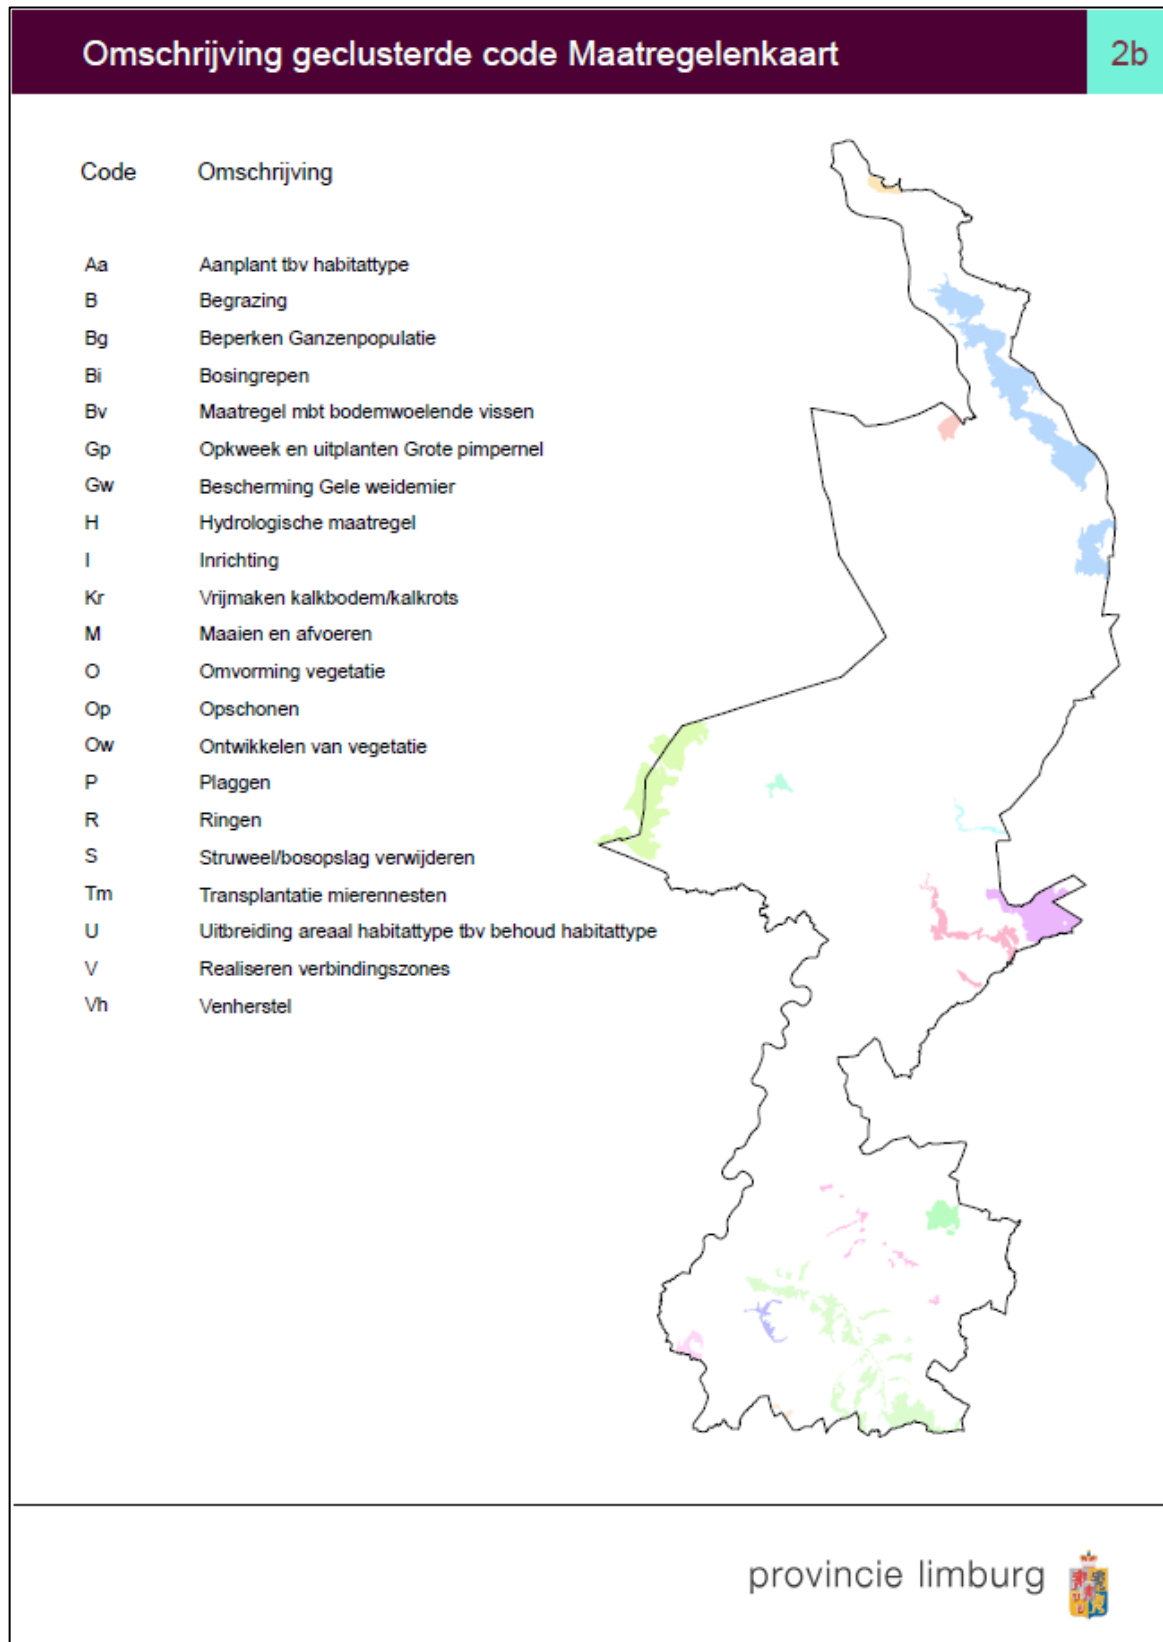 Omschrijving geclusterde code Maatregelenkaart 2b
Code Omschrijving
Aa Aanplant tbv habitattype
B Begrazing
Bg Beperken Ganzenpopulatie
Bi Bosingrepen
Bv Maatregel mbt bodemwoelende vissen
Gp Opkweek en uitplanten Grote pimpernel
Gw Bescherming Gele weidemier
H Hydrologische maatregel
I Inrichting
Kr Vrijmaken kalkbodem/kalkrots
M Maaien en afvoeren
O Omvorming vegetatie
Op Opschonen
Ow Ontwikkelen van vegetatie
P Plaggen
R Ringen
S Struweel/bosopslag verwijderen
Tm Transplantatie mierennesten
U Uitbreiding areaal habitattype tbv behoud habitattype
V Realiseren verbindingszones
Vh Venherstel
provincie limburg